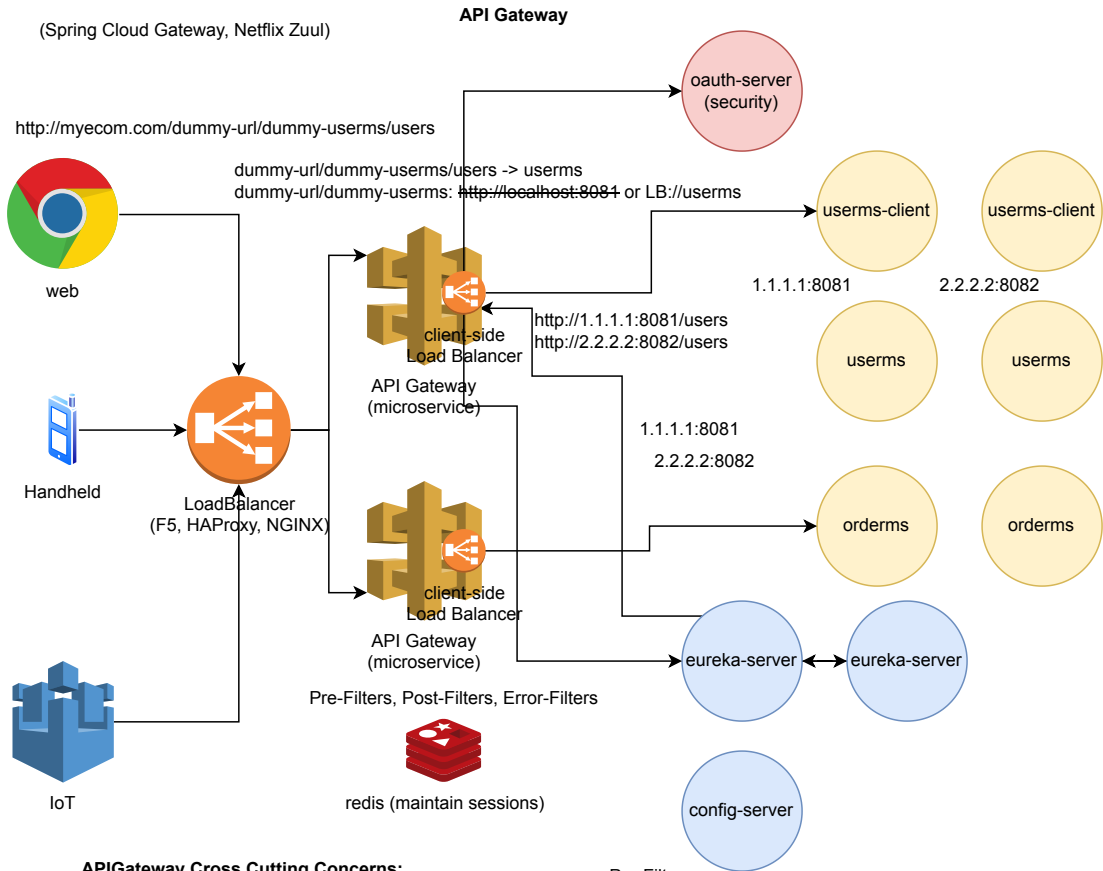 API Gateway
(Spring Cloud Gateway, Netflix Zuul)
oauth-server
(security)
http://myecom.com/dummy-url/dummy-userms/users
dummy-url/dummy-userms/users -> userms
dummy-url/dummy-userms: http://localhost:8081 or LB://userms
userms-client
userms-client
web
1.1.1.1:8081
2.2.2.2:8082
http://1.1.1.1:8081/users
http://2.2.2.2:8082/users
client-side
Load Balancer
userms
userms
API Gateway
(microservice)
1.1.1.1:8081
2.2.2.2:8082
Handheld
LoadBalancer
(F5, HAProxy, NGINX)
orderms
orderms
client-side
Load Balancer
API Gateway
(microservice)
eureka-server
eureka-server
Pre-Filters, Post-Filters, Error-Filters
IoT
redis (maintain sessions)
config-server
APIGateway Cross Cutting Concerns: